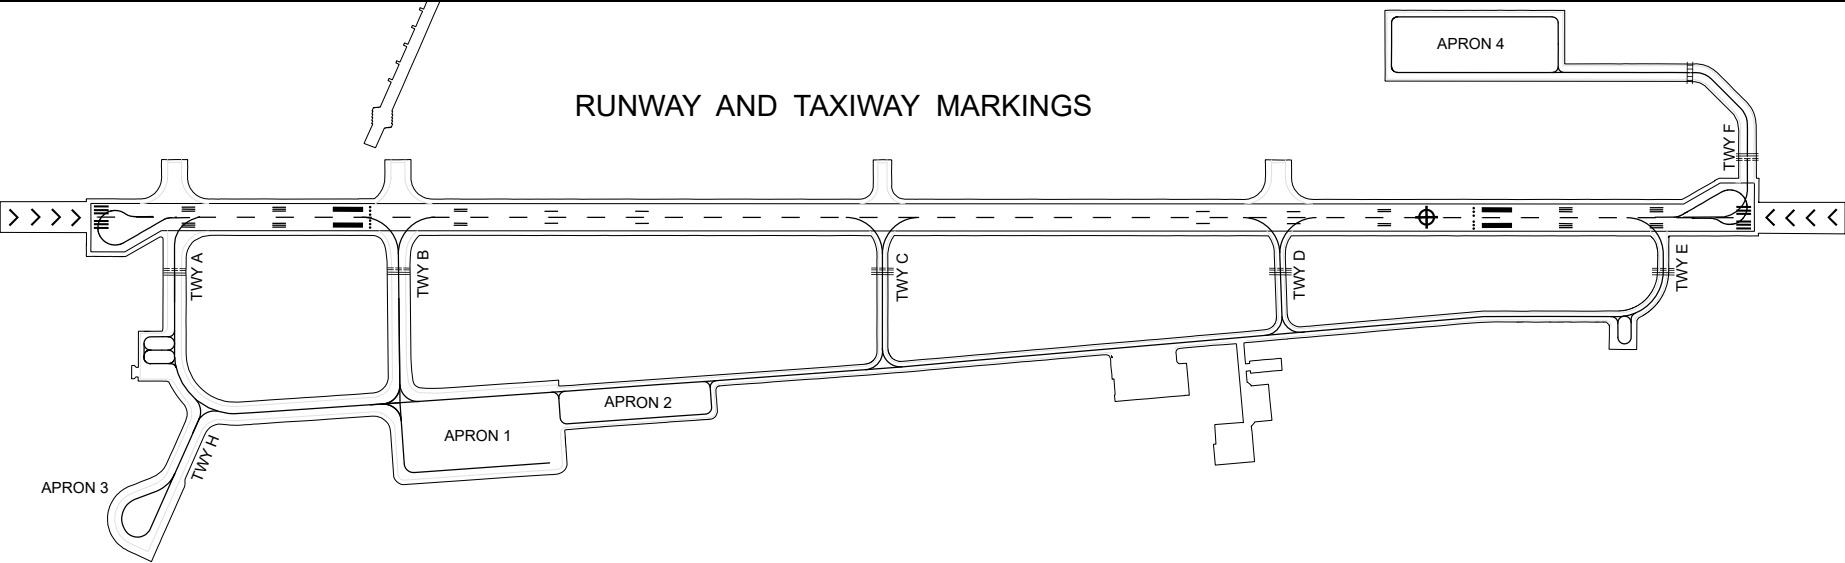 APRON 4
RUNWAY AND TAXIWAY MARKINGS
TWY F
TWY A
TWY B
TWY C
TWY D
TWY E
APRON 2
APRON 1
TWY H
APRON 3